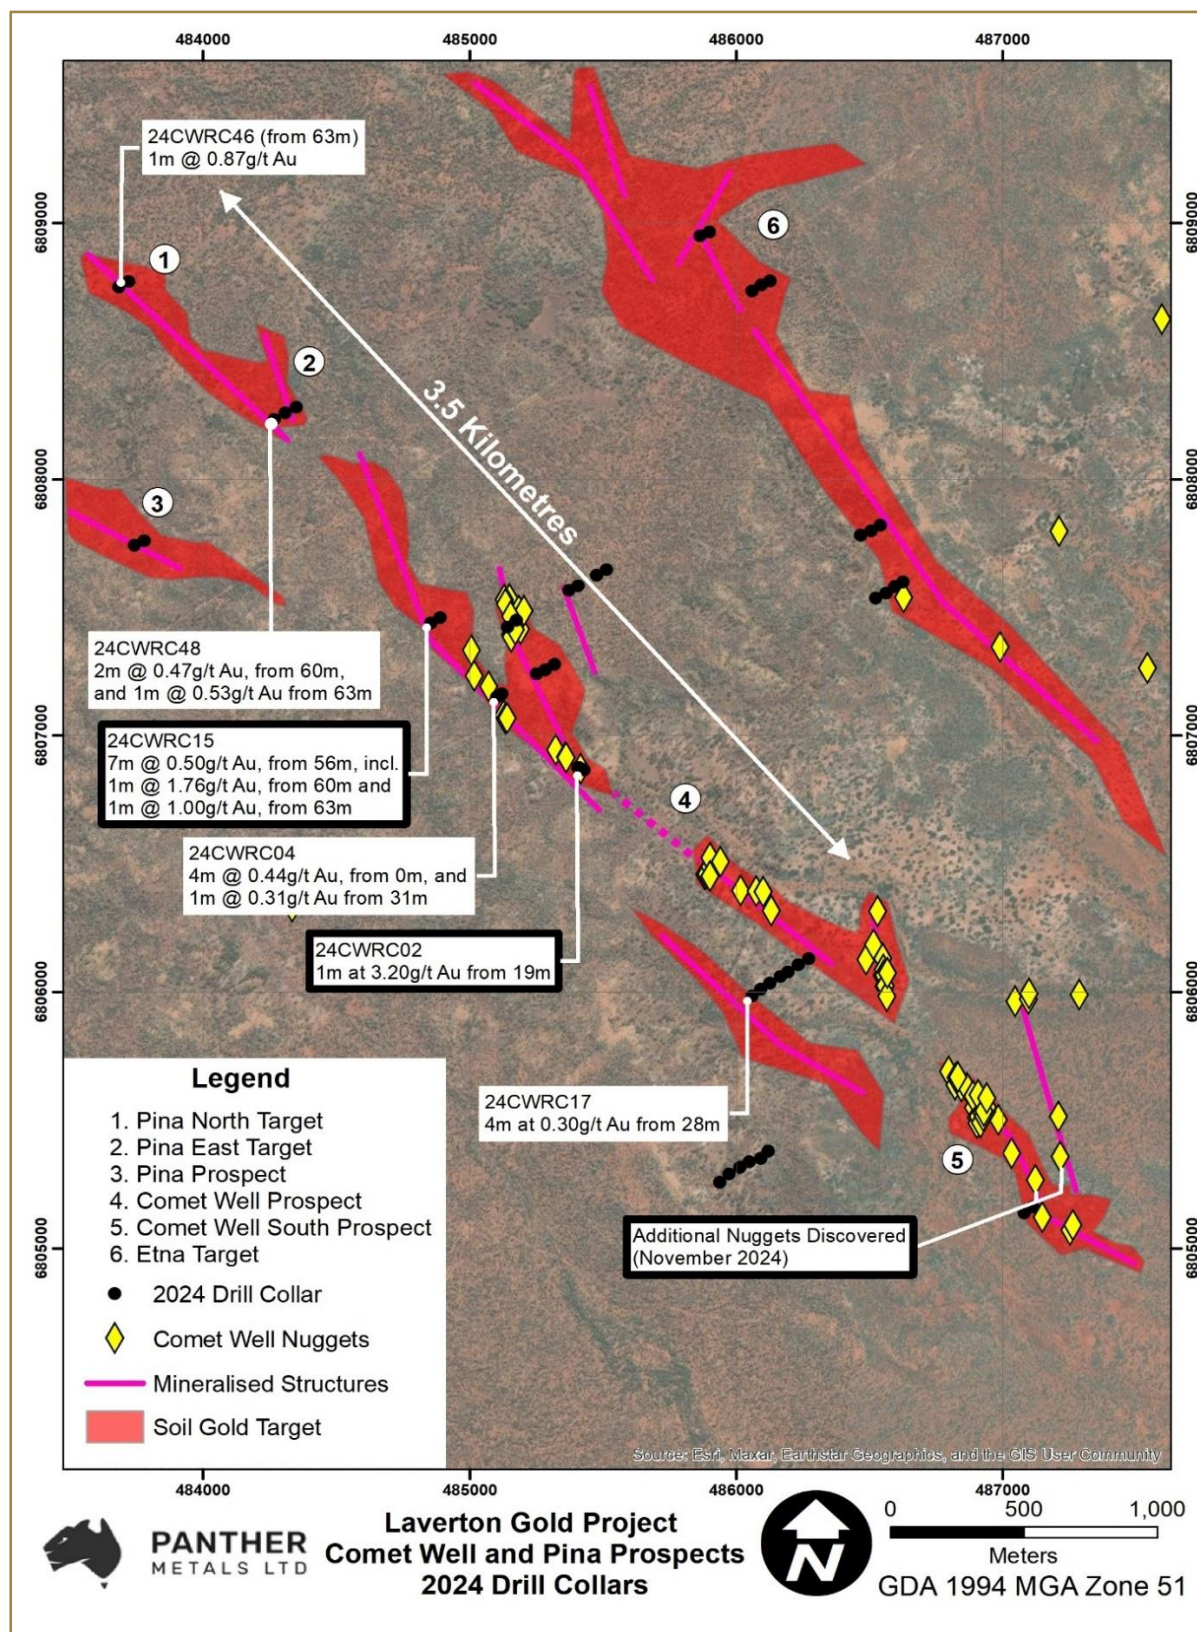 484000
485000
486000
487000
24CWRC46 (from 63m)
1m @ 0.87g/t Au
6809000
6809000
1
2
3
6
3.5 Kilometres
6808000
6808000
24CWRC48
2m @ 0.47g/t Au, from 60m,
and 1m @ 0.53g/t Au from 63m
6807000
6807000
24CWRC15
7m @ 0.50g/t Au, from 56m, incl.
1m @ 1.76g/t Au, from 60m and
1m @ 1.00g/t Au, from 63m
4
24CWRC04
4m @ 0.44g/t Au, from 0m, and
1m @ 0.31g/t Au from 31m
24CWRC02
1m at 3.20g/t Au from 19m
6806000
6806000
24CWRC17
4m at 0.30g/t Au from 28m
5
Additional Nuggets Discovered
(November 2024)
6805000
6805000
Legend
1. Pina North Target
2. Pina East Target
3. Pina Prospect
4. Comet Well Prospect
5. Comet Well South Prospect
6. Etna Target
2024 Drill Collar
Comet Well Nuggets
Mineralised Structures
Soil Gold Target
Source: Esri, Maxar, Earthstar Geographics, and the GIS User Community
484000
485000
486000
487000
PANTHER
METALS LTD
Laverton Gold Project
Comet Well and Pina Prospects
2024 Drill Collars
N
0 500 1,000
Meters
GDA 1994 MGA Zone 51